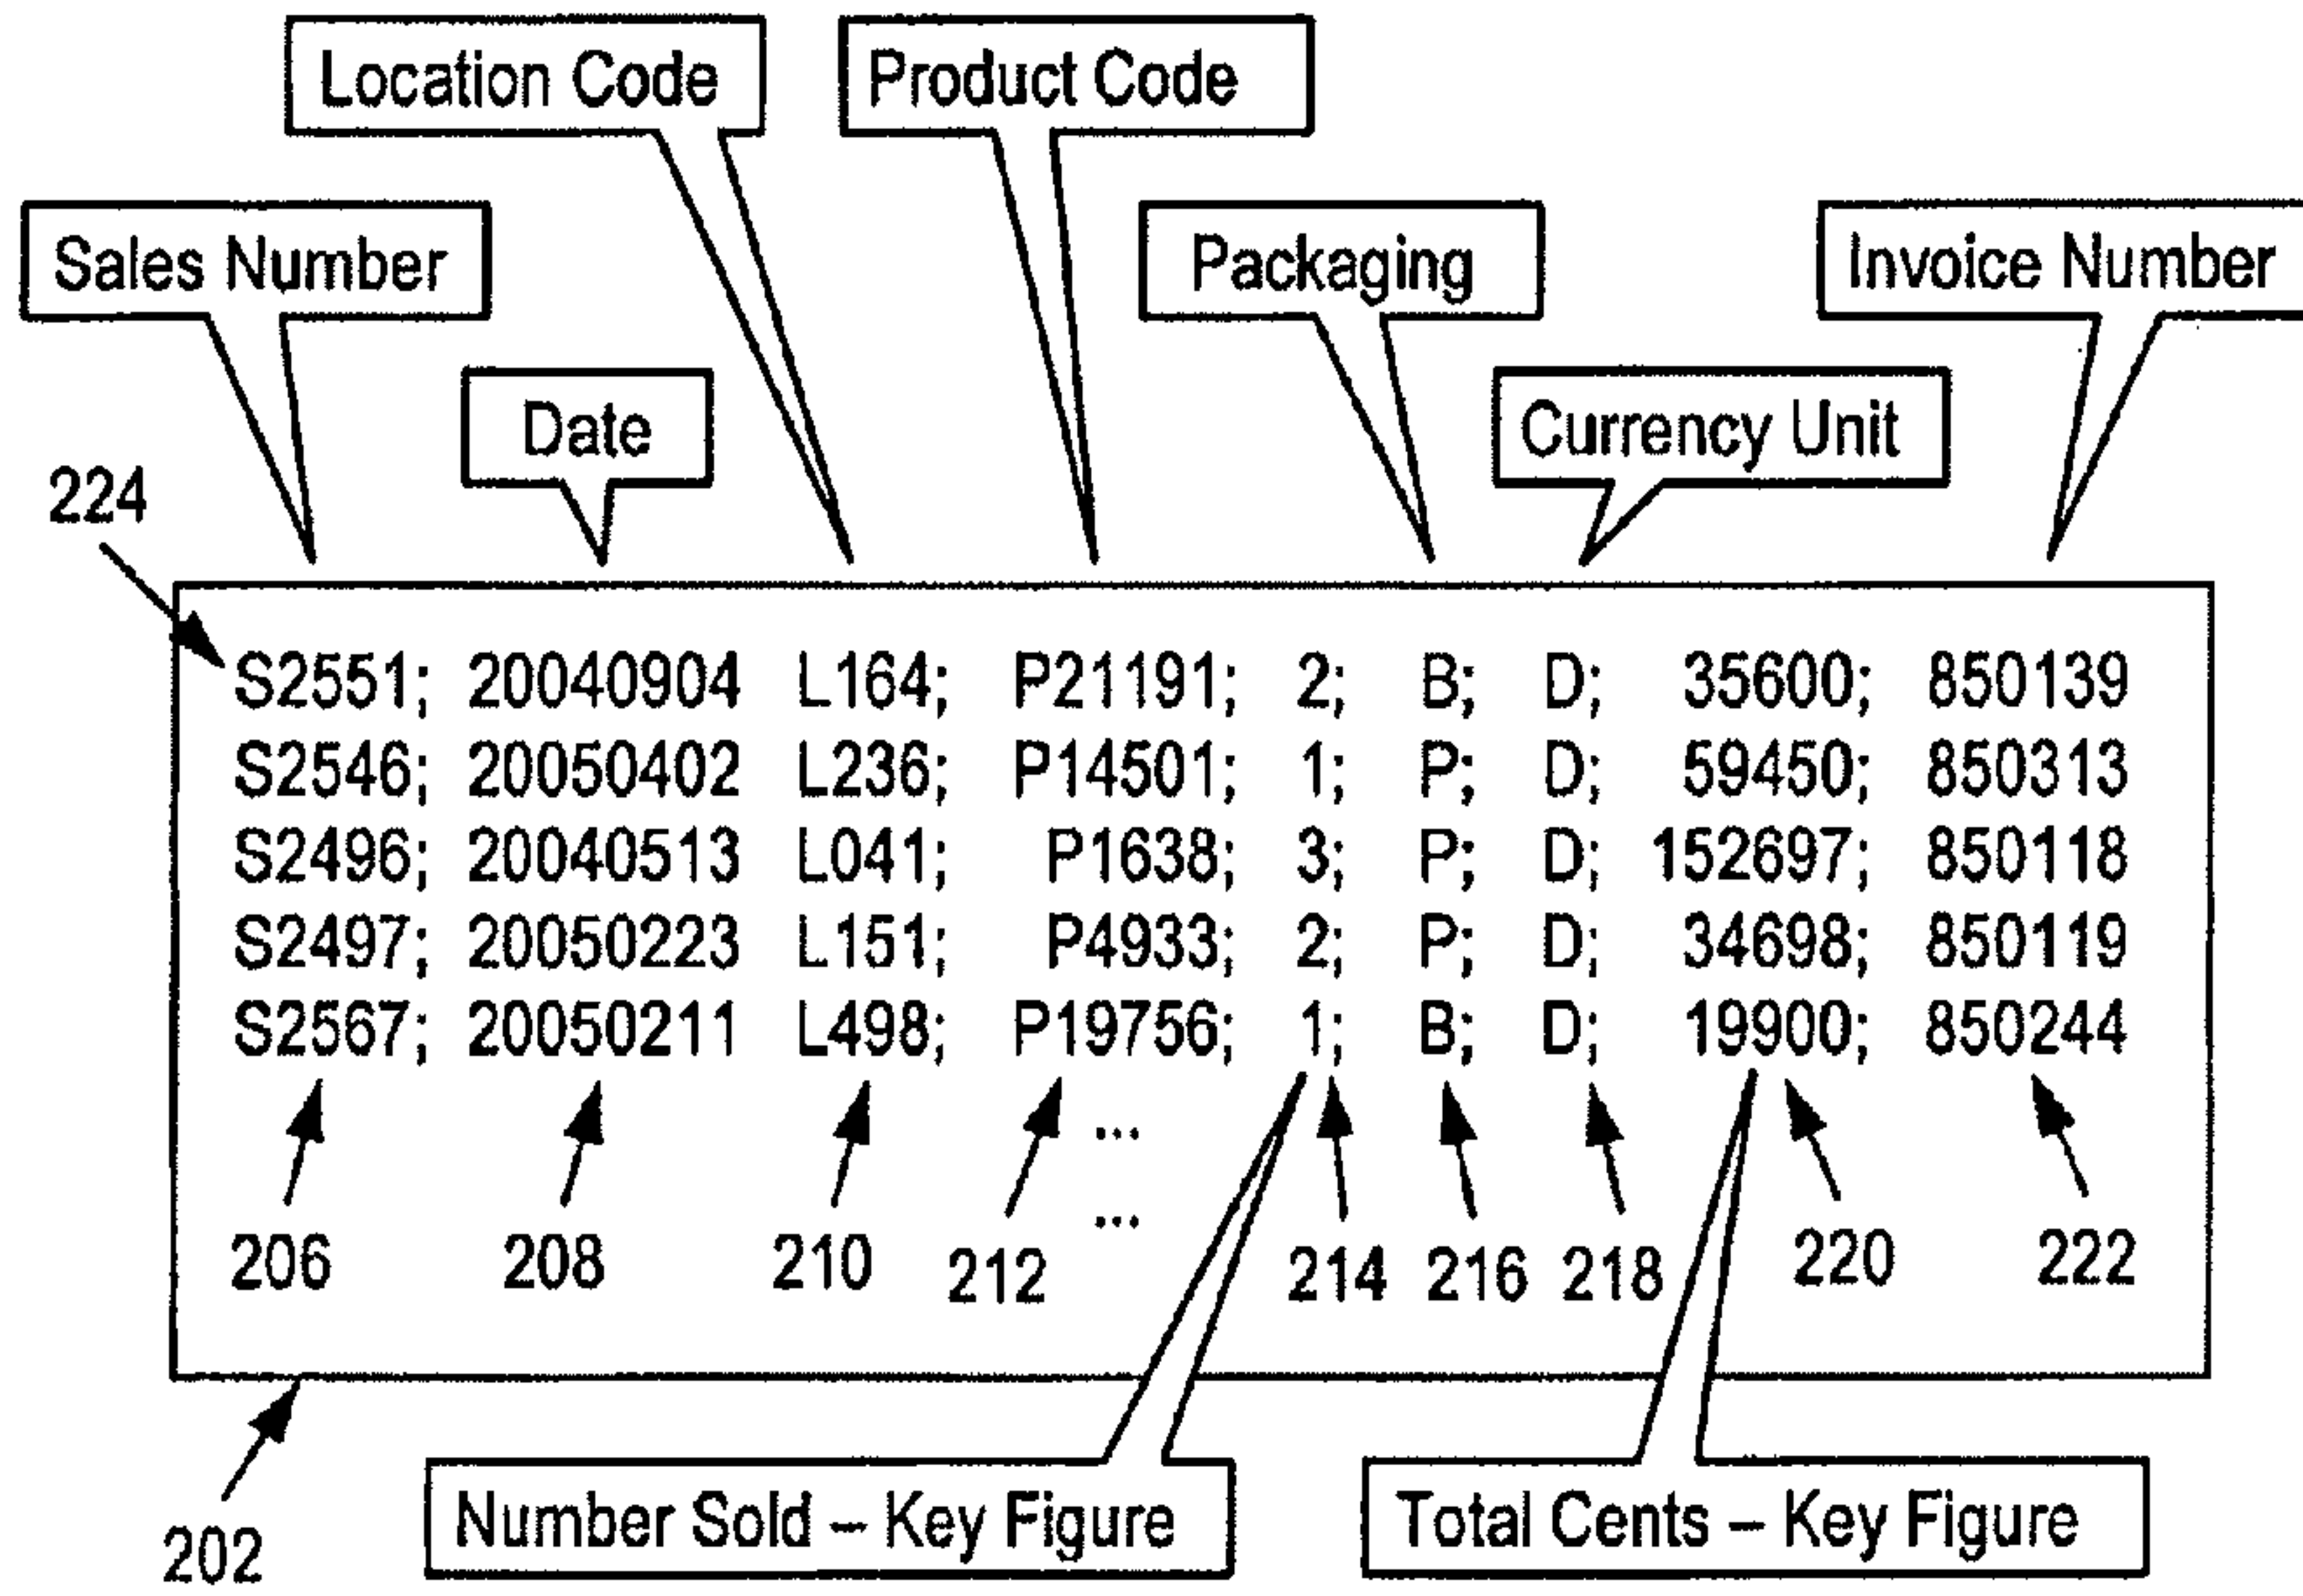 Location Code Product Code
Sales Number Packaging Invoice Number
Date Currency Unit
224
S2551; 20040904 L164; P21191; 2; B; D; 35600; 850139
S2546; 20050402 L236; P14501; 1; P; D; 59450; 850313
S2496; 20040513 L041; P1638; 3; P; D; 152697; 850118
S2497; 20050223 L151; P4933; 2; P; D; 34698; 850119
S2567; 20050211 L498; P19756; 1; B; D; 19900; 850244
...
...
206 208 210 212 214 216 218 220 222
Number Sold – Key Figure Total Cents – Key Figure
202